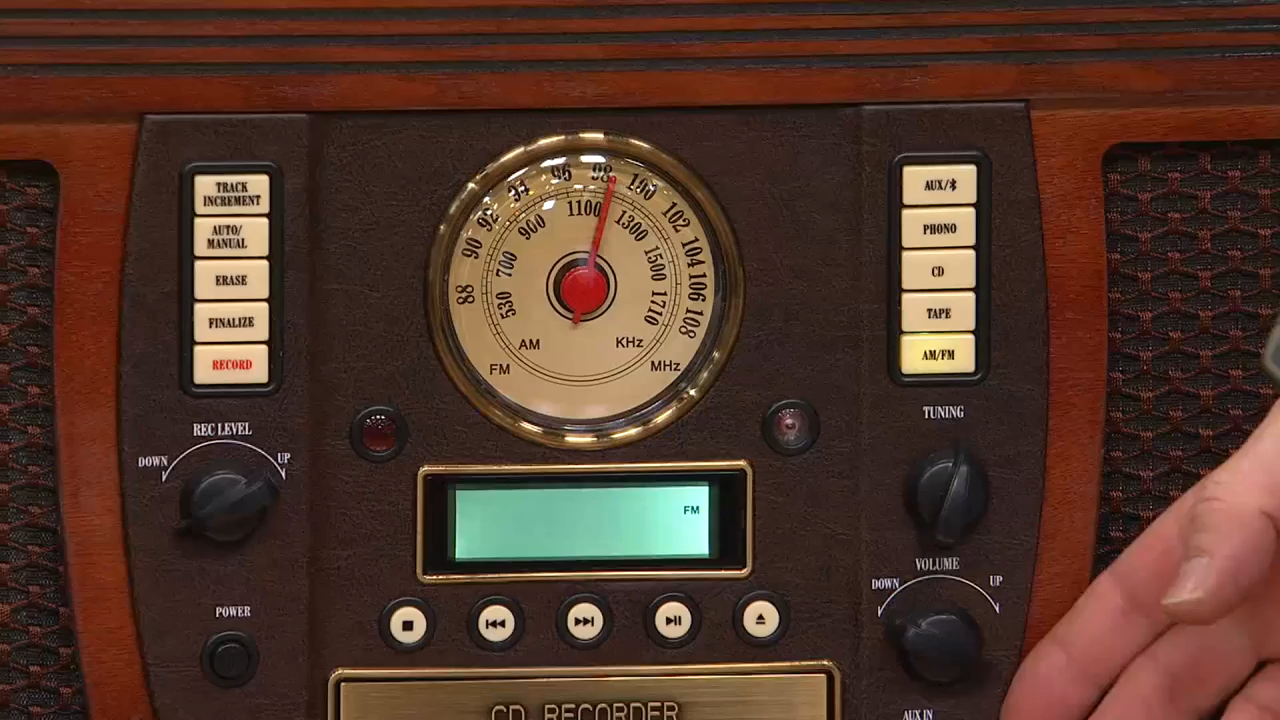 TRACK
INCREMENT
AUTO/
MANUAL
ERASE
FINALIZE
RECORD
REC LEVEL
DOWN UP
POWER
88 90 92 94 96 98 100 102 104 106 108
530 700 900 1100 1300 1500 1710
AM KHz
FM MHz
FM
CD RECORDER
AUX/
PHONO
CD
TAPE
AM/FM
TUNING
VOLUME
DOWN UP
AUX IN